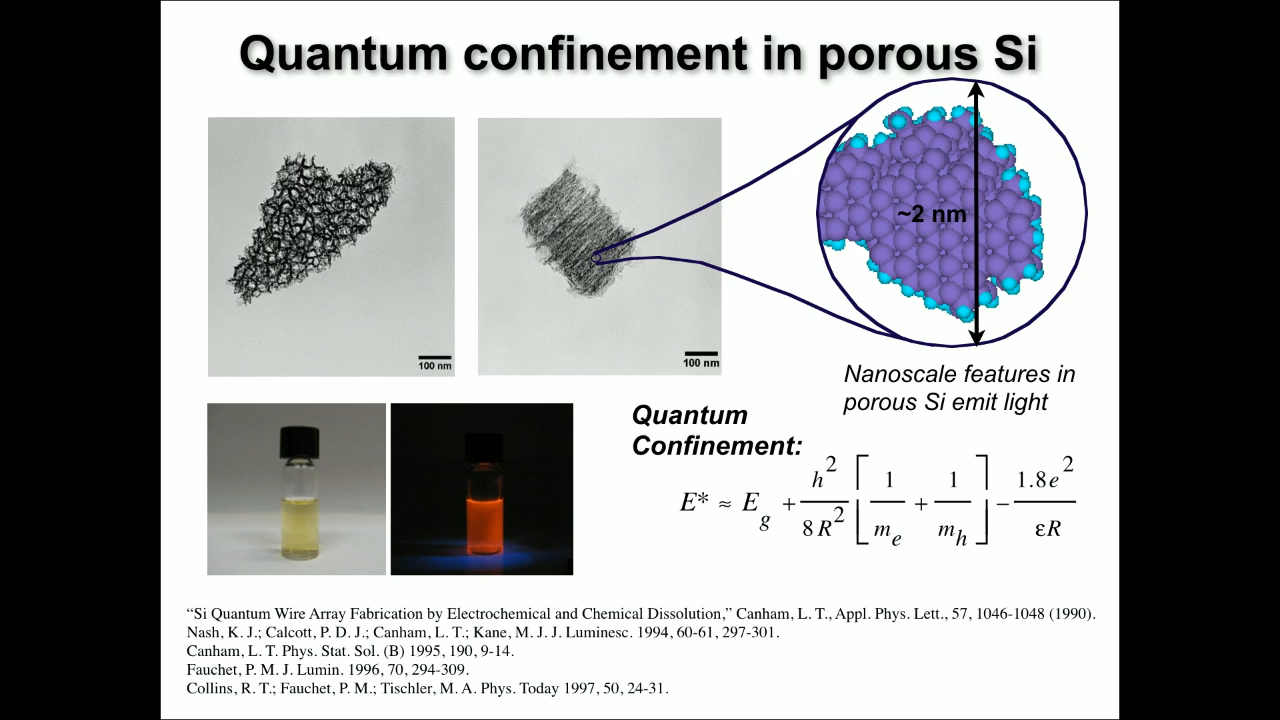 Quantum confinement in porous Si
~2 nm
100 nm
100 nm
Nanoscale features in
porous Si emit light
Quantum
Confinement:
E* ≈ E_g + h^2/8R^2 [1/m_e + 1/m_h] − 1.8e^2/εR
“Si Quantum Wire Array Fabrication by Electrochemical and Chemical Dissolution,” Canham, L. T., Appl. Phys. Lett., 57, 1046-1048 (1990).
Nash, K. J.; Calcott, P. D. J.; Canham, L. T.; Kane, M. J. J. Luminesc. 1994, 60-61, 297-301.
Canham, L. T. Phys. Stat. Sol. (B) 1995, 190, 9-14.
Fauchet, P. M. J. Lumin. 1996, 70, 294-309.
Collins, R. T.; Fauchet, P. M.; Tischler, M. A. Phys. Today 1997, 50, 24-31.